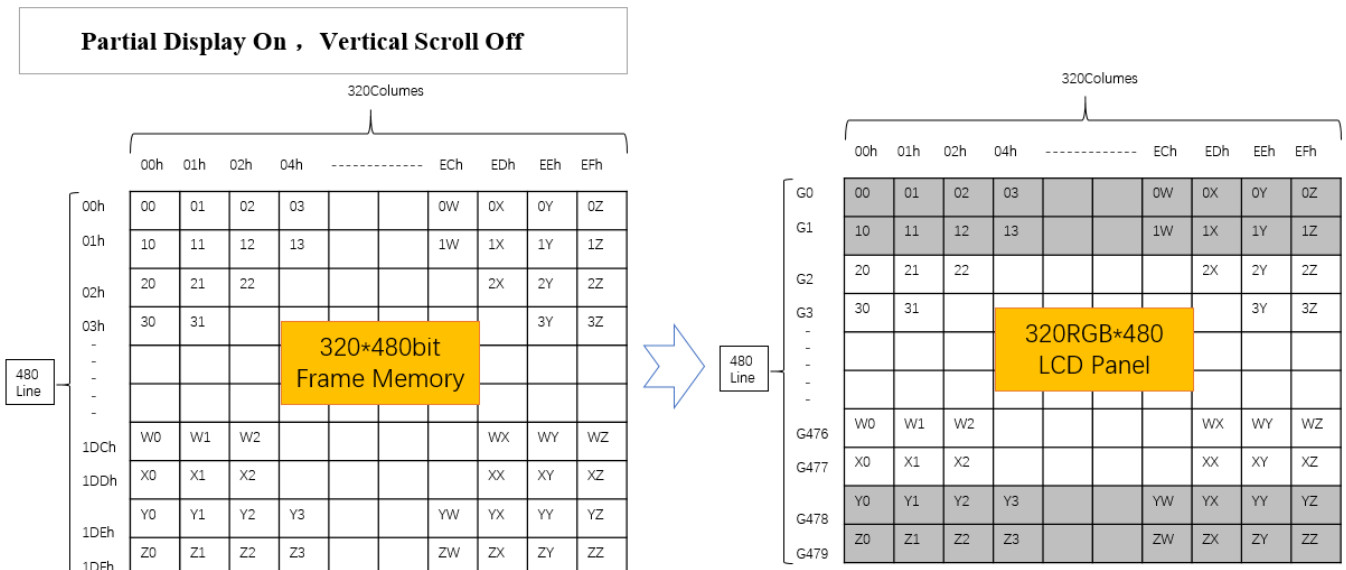 Partial Display On， Vertical Scroll Off
320Columes
00h 01h 02h 04h ------------- ECh EDh EEh EFh
00h 00 01 02 03 0W 0X 0Y 0Z
01h 10 11 12 13 1W 1X 1Y 1Z
02h 20 21 22 2X 2Y 2Z
03h 30 31 3Y 3Z
-
-
-
-
-
480
Line
320*480bit
Frame Memory
1DCh W0 W1 W2 WX WY WZ
1DDh X0 X1 X2 XX XY XZ
1DEh Y0 Y1 Y2 Y3 YW YX YY YZ
1DFh Z0 Z1 Z2 Z3 ZW ZX ZY ZZ
320Columes
00h 01h 02h 04h ------------- ECh EDh EEh EFh
G0 00 01 02 03 0W 0X 0Y 0Z
G1 10 11 12 13 1W 1X 1Y 1Z
G2 20 21 22 2X 2Y 2Z
G3 30 31 3Y 3Z
-
-
-
-
-
480
Line
320RGB*480
LCD Panel
G476 W0 W1 W2 WX WY WZ
G477 X0 X1 X2 XX XY XZ
G478 Y0 Y1 Y2 Y3 YW YX YY YZ
G479 Z0 Z1 Z2 Z3 ZW ZX ZY ZZ